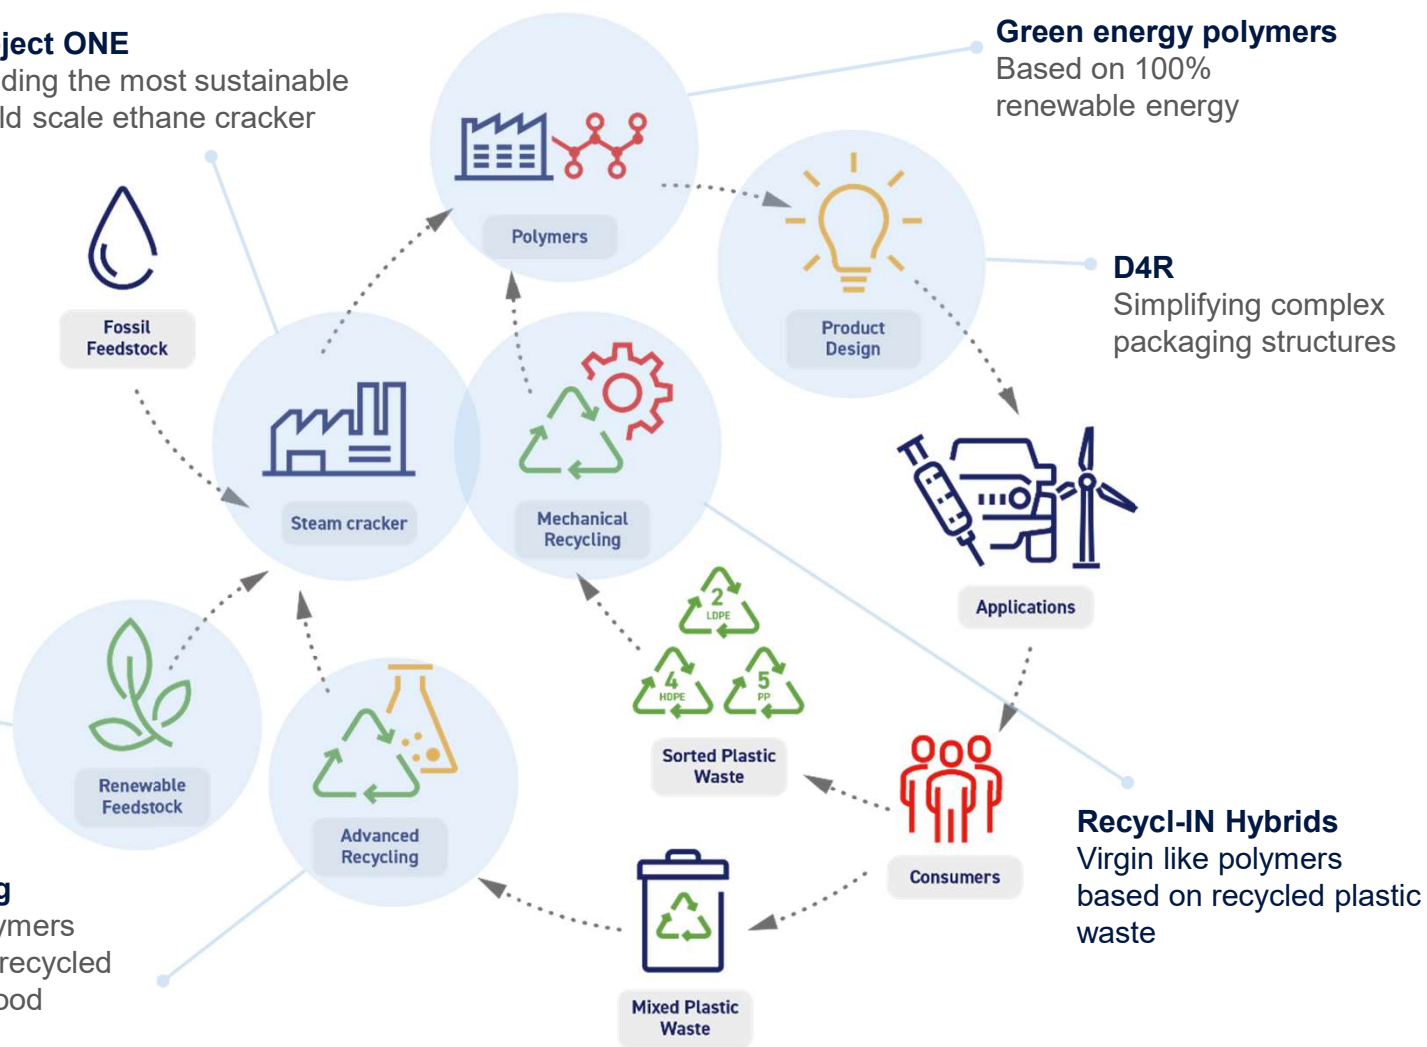 ject ONE
ding the most sustainable
ld scale ethane cracker
Green energy polymers
Based on 100%
renewable energy
Polymers
D4R
Simplifying complex
packaging structures
Fossil
Feedstock
Product
Design
Steam cracker
Mechanical
Recycling
Applications
2
LDPE
4
HDPE
5
PP
Sorted Plastic
Waste
Renewable
Feedstock
Advanced
Recycling
Consumers
Recycl-IN Hybrids
Virgin like polymers
based on recycled plastic
waste
g
ymers
recycled
ood
Mixed Plastic
Waste